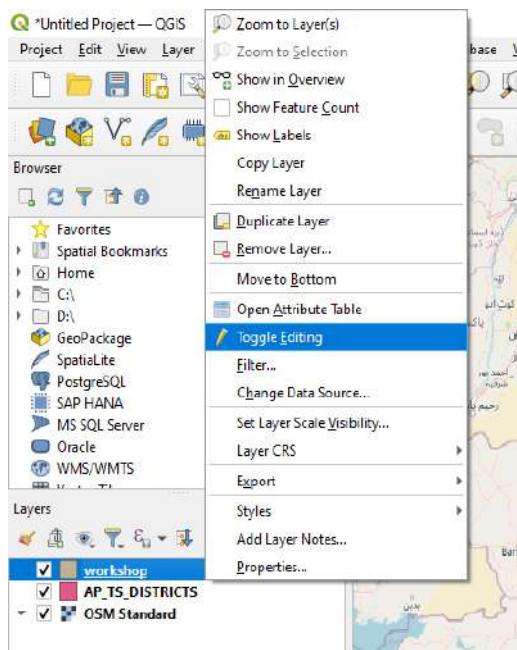 *Untitled Project — QGIS
Project Edit View Layer
base
Zoom to Layer(s)
Zoom to Selection
Show in Overview
Show Feature Count
Show Labels
Copy Layer
Rename Layer
Duplicate Layer
Remove Layer...
Move to Bottom
Open Attribute Table
Toggle Editing
Filter...
Change Data Source...
Set Layer Scale Visibility...
Layer CRS
Export
Styles
Add Layer Notes...
Properties...
Browser
Favorites
Spatial Bookmarks
Home
C:\
D:\
GeoPackage
SpatiaLite
PostgreSQL
SAP HANA
MS SQL Server
Oracle
WMS/WMTS
Layers
workshop
AP_TS_DISTRICTS
OSM Standard
بدين